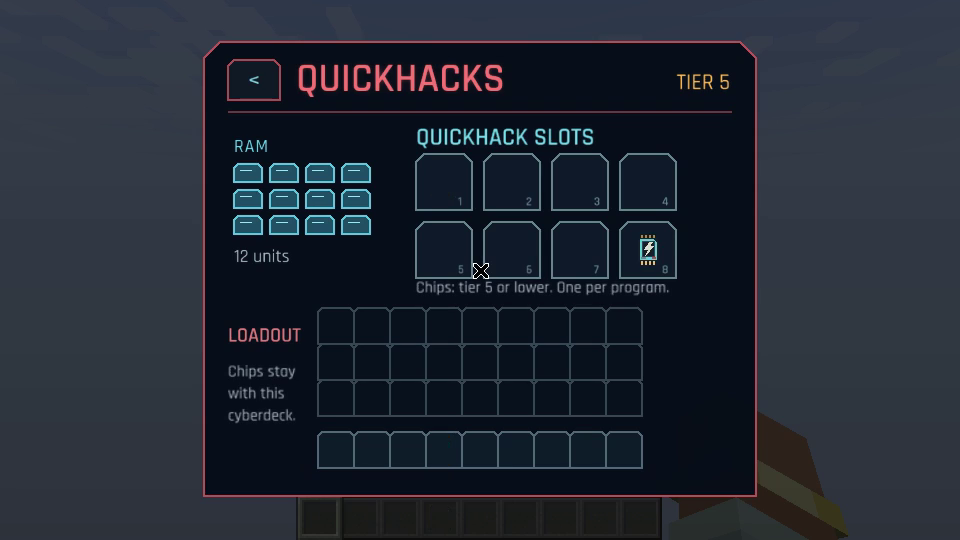 <
QUICKHACKS
TIER 5
RAM
12 units
QUICKHACK SLOTS
1
2
3
4
5
6
7
8
Chips: tier 5 or lower. One per program.
LOADOUT
Chips stay
with this
cyberdeck.